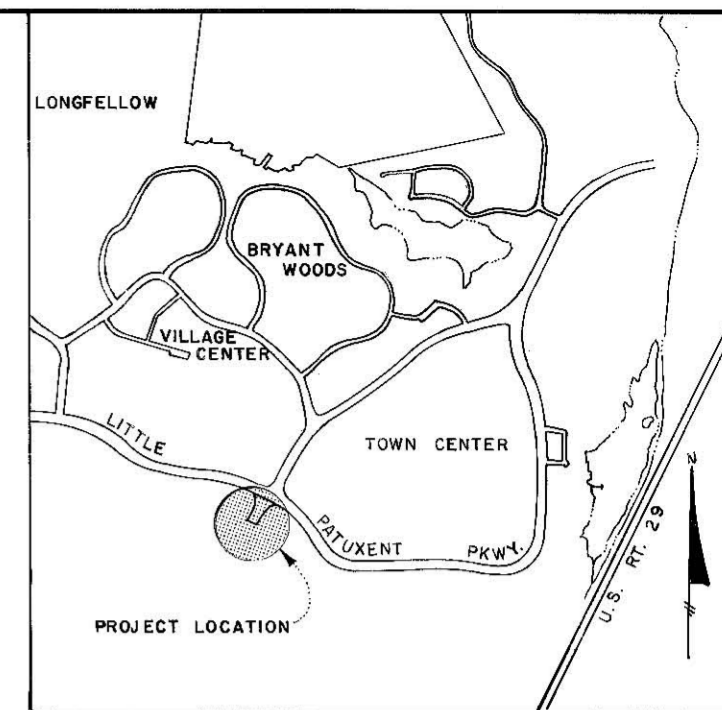 LONGFELLOW
BRYANT
WOODS
VILLAGE
CENTER
LITTLE
TOWN CENTER
PATUXENT
PKWY.
N
U.S. RT. 29
PROJECT LOCATION